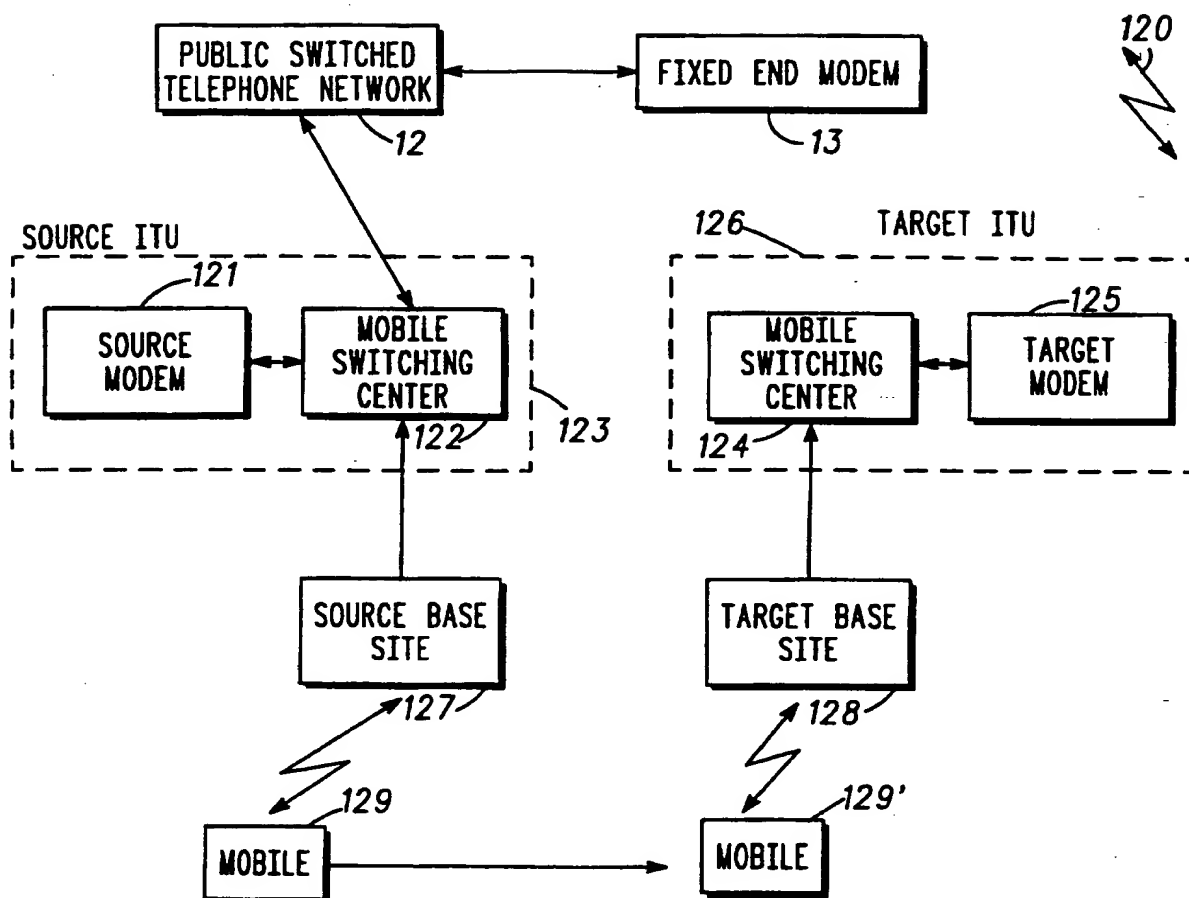 PUBLIC SWITCHED
TELEPHONE NETWORK
12
FIXED END MODEM
13
120
SOURCE ITU
121
SOURCE
MODEM
MOBILE
SWITCHING
CENTER
122
123
126
TARGET ITU
MOBILE
SWITCHING
CENTER
124
125
TARGET
MODEM
SOURCE BASE
SITE
127
TARGET BASE
SITE
128
129
MOBILE
129'
MOBILE